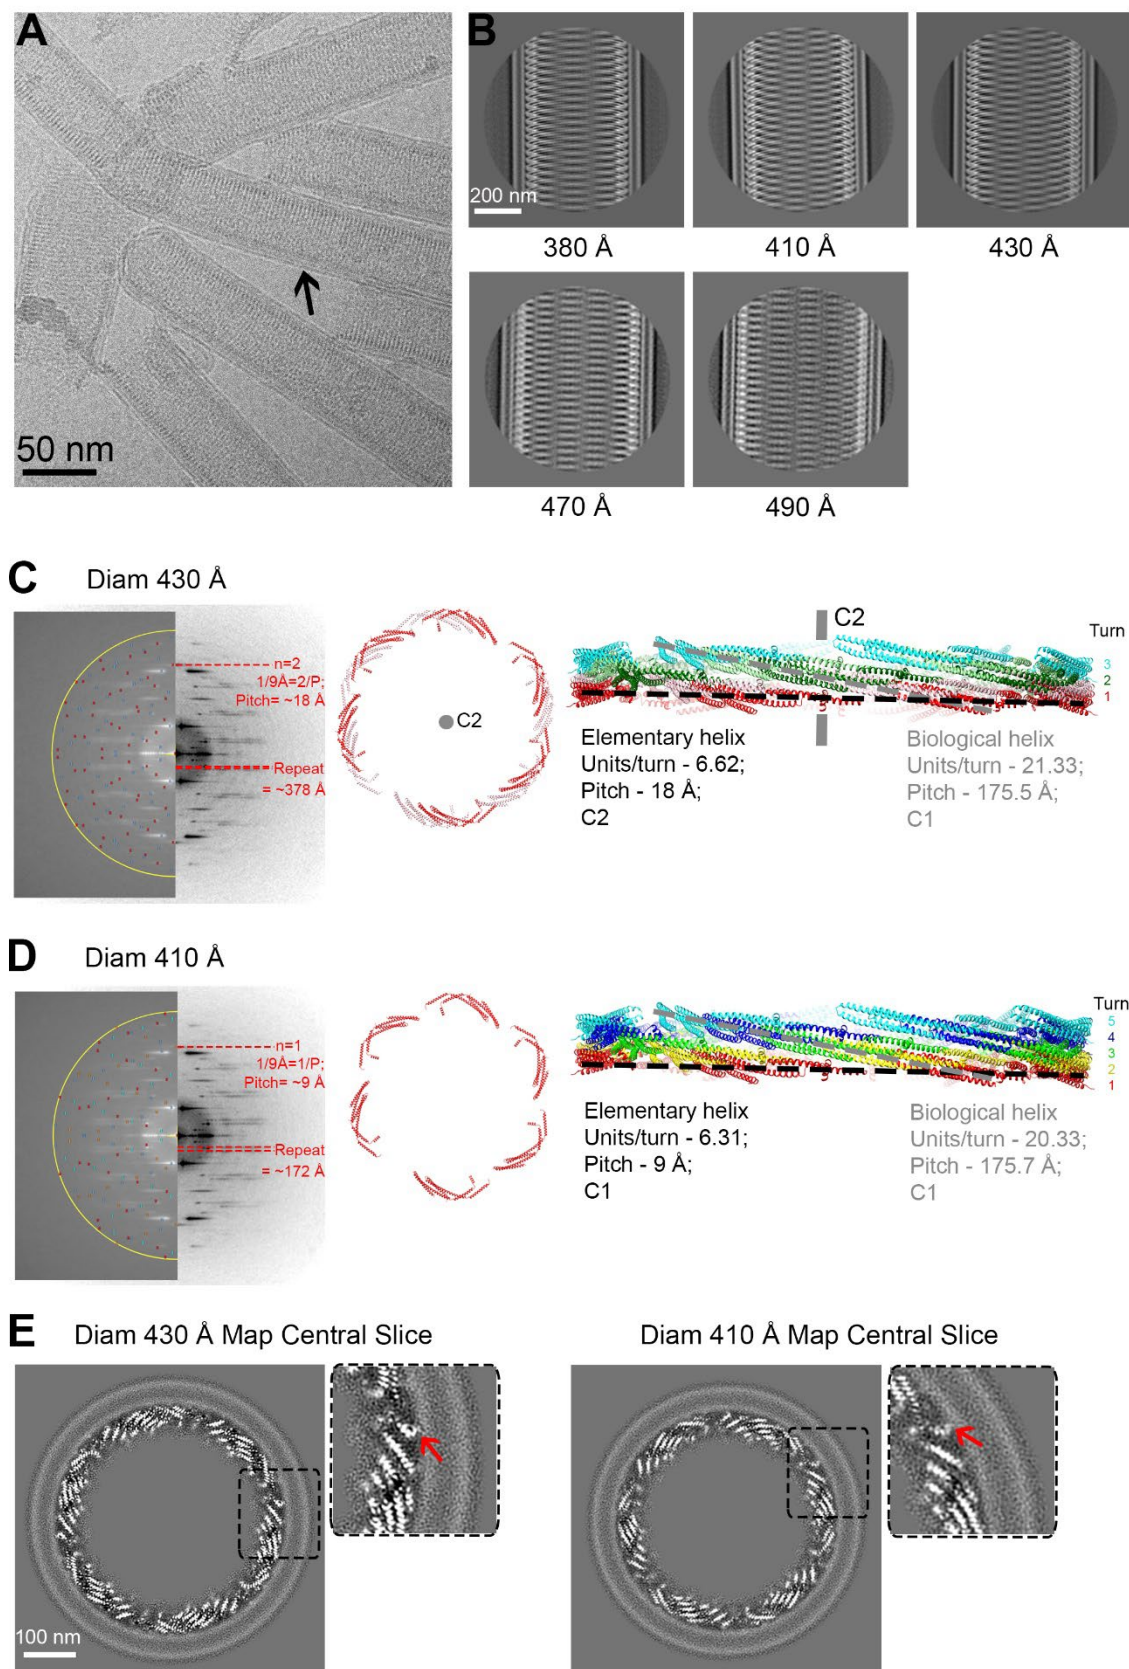 A
50 nm
B
200 nm
380 Å
410 Å
430 Å
470 Å
490 Å
C
Diam 430 Å
n=2
1/9Å=2/P;
Pitch= ~18 Å
Repeat
= ~378 Å
C2
C2
Turn
3
2
1
Elementary helix
Units/turn - 6.62;
Pitch - 18 Å;
C2
Biological helix
Units/turn - 21.33;
Pitch - 175.5 Å;
C1
D
Diam 410 Å
n=1
1/9Å=1/P;
Pitch= ~9 Å
Repeat
= ~172 Å
Turn
5
4
3
2
1
Elementary helix
Units/turn - 6.31;
Pitch - 9 Å;
C1
Biological helix
Units/turn - 20.33;
Pitch - 175.7 Å;
C1
E
Diam 430 Å Map Central Slice
100 nm
Diam 410 Å Map Central Slice